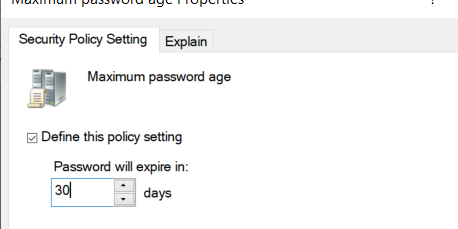 Maximum password age Properties
Security Policy Setting
Explain
Maximum password age
Define this policy setting
Password will expire in:
30
days